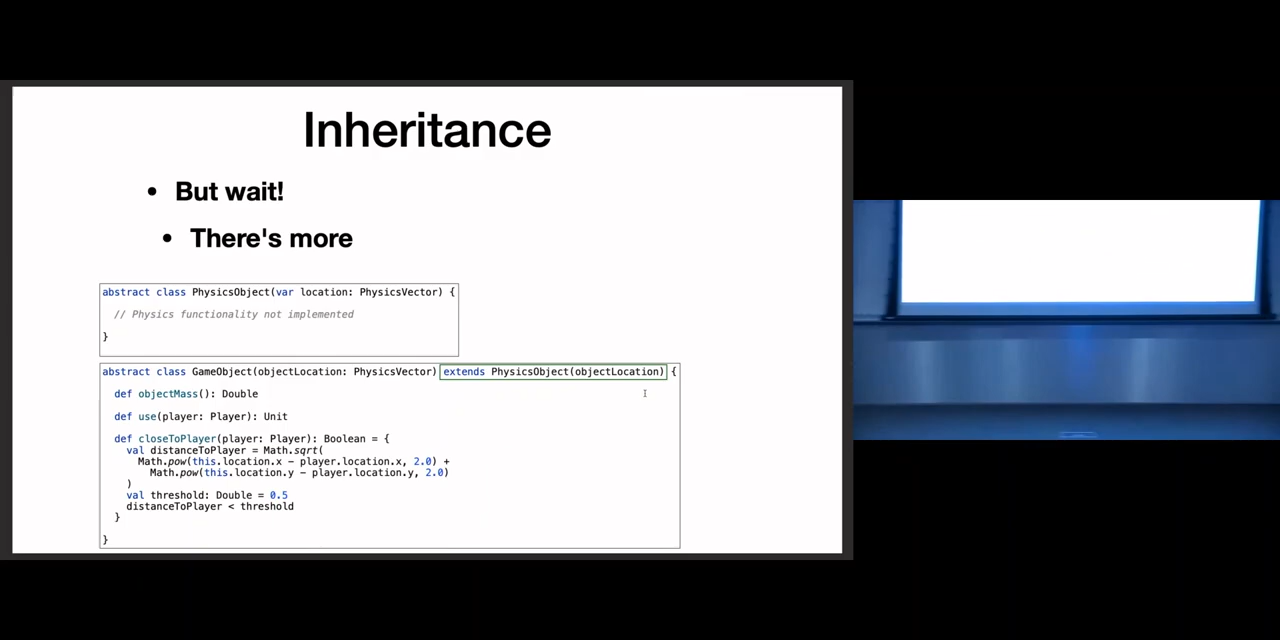 Inheritance
• But wait!
• There's more
abstract class PhysicsObject(var location: PhysicsVector) {
// Physics functionality not implemented
}
abstract class GameObject(objectLocation: PhysicsVector) extends PhysicsObject(objectLocation) {
def objectMass(): Double
def use(player: Player): Unit
def closeToPlayer(player: Player): Boolean = {
val distanceToPlayer = Math.sqrt(
Math.pow(this.location.x - player.location.x, 2.0) +
Math.pow(this.location.y - player.location.y, 2.0)
)
val threshold: Double = 0.5
distanceToPlayer < threshold
}
}